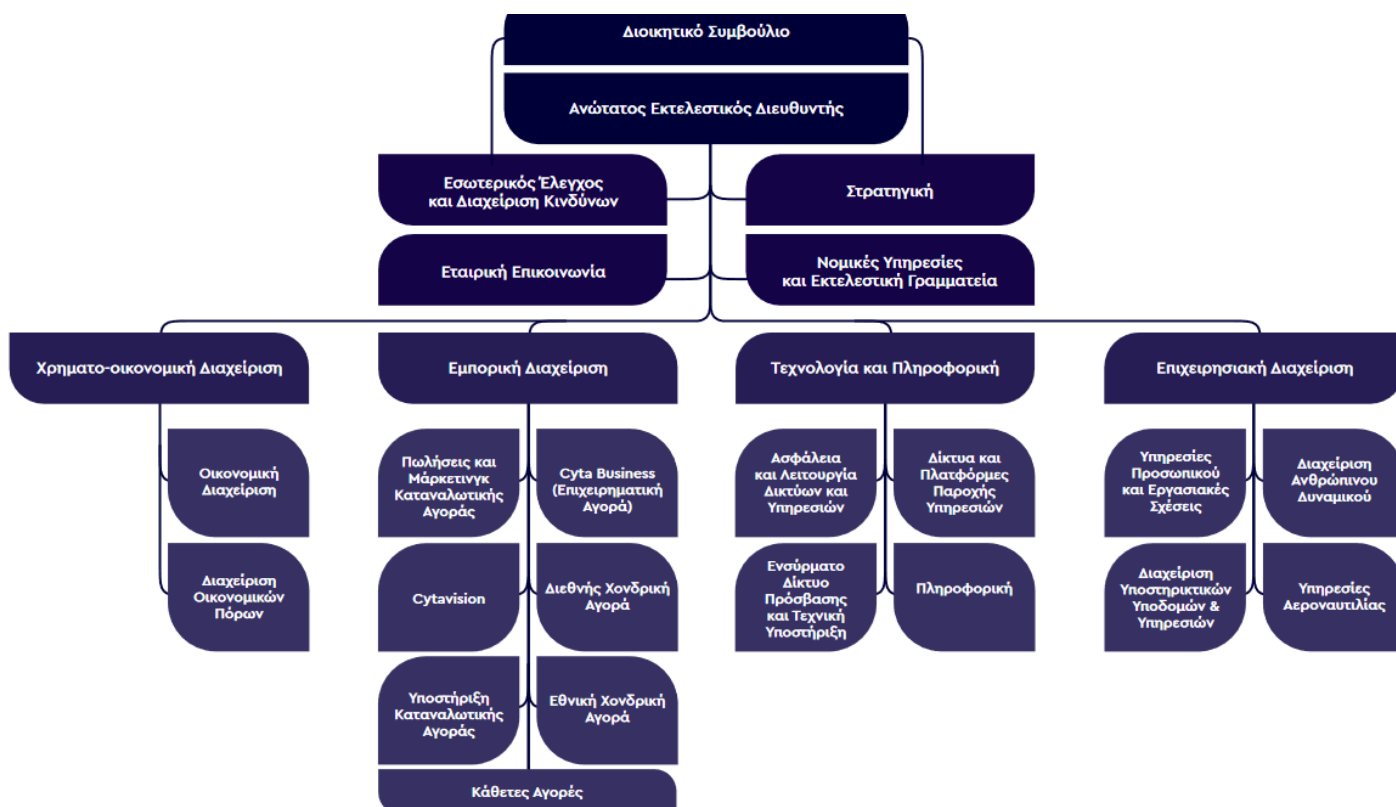 Διοικητικό Συμβούλιο
Ανώτατος Εκτελεστικός Διευθυντής
Εσωτερικός Έλεγχος
και Διαχείριση Κινδύνων
Στρατηγική
Εταιρική Επικοινωνία
Νομικές Υπηρεσίες
και Εκτελεστική Γραμματεία
Χρηματο-οικονομική Διαχείριση
Εμπορική Διαχείριση
Τεχνολογία και Πληροφορική
Επιχειρησιακή Διαχείριση
Οικονομική
Διαχείριση
Πωλήσεις και
Μάρκετινγκ
Καταναλωτικής
Αγοράς
Cyta Business
(Επιχειρηματική
Αγορά)
Ασφάλεια
και Λειτουργία
Δικτύων και
Υπηρεσιών
Δίκτυα και
Πλατφόρμες
Παροχής
Υπηρεσιών
Υπηρεσίες
Προσωπικού
και Εργασιακές
Σχέσεις
Διαχείριση
Ανθρώπινου
Δυναμικού
Διαχείριση
Οικονομικών
Πόρων
Cytavision
Διεθνής Χονδρική
Αγορά
Ενσύρματο
Δίκτυο
Πρόσβασης
και Τεχνική
Υποστήριξη
Πληροφορική
Διαχείριση
Υποστηρικτικών
Υποδομών &
Υπηρεσιών
Υπηρεσίες
Αεροναυτιλίας
Υποστήριξη
Καταναλωτικής
Αγοράς
Εθνική Χονδρική
Αγορά
Κάθετες Αγορές